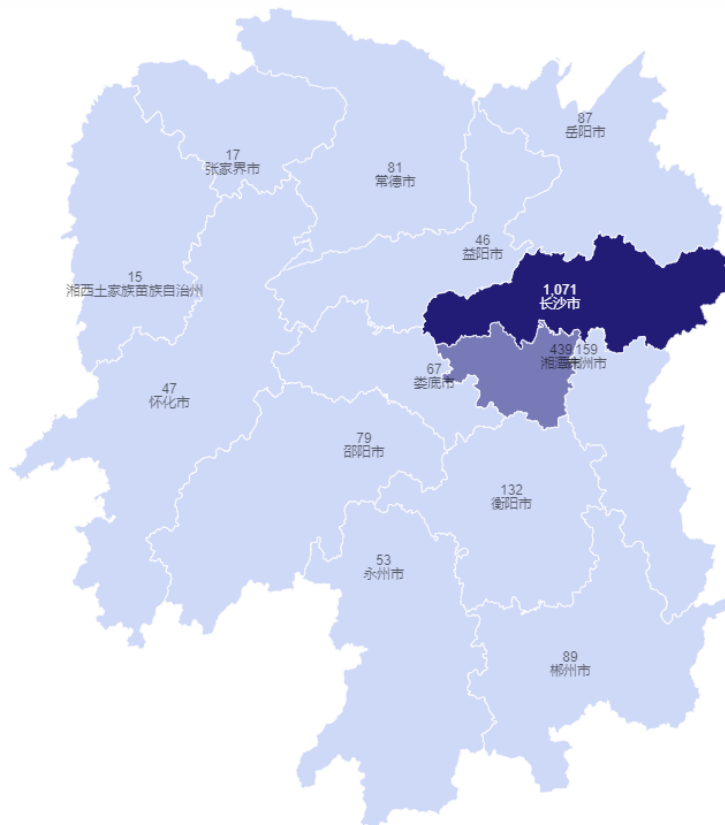 87
岳阳市
17
张家界市
81
常德市
46
益阳市
15
湘西土家族苗族自治州
1,071
长沙市
439
湘潭市
159
株洲市
67
娄底市
47
怀化市
79
邵阳市
132
衡阳市
53
永州市
89
郴州市